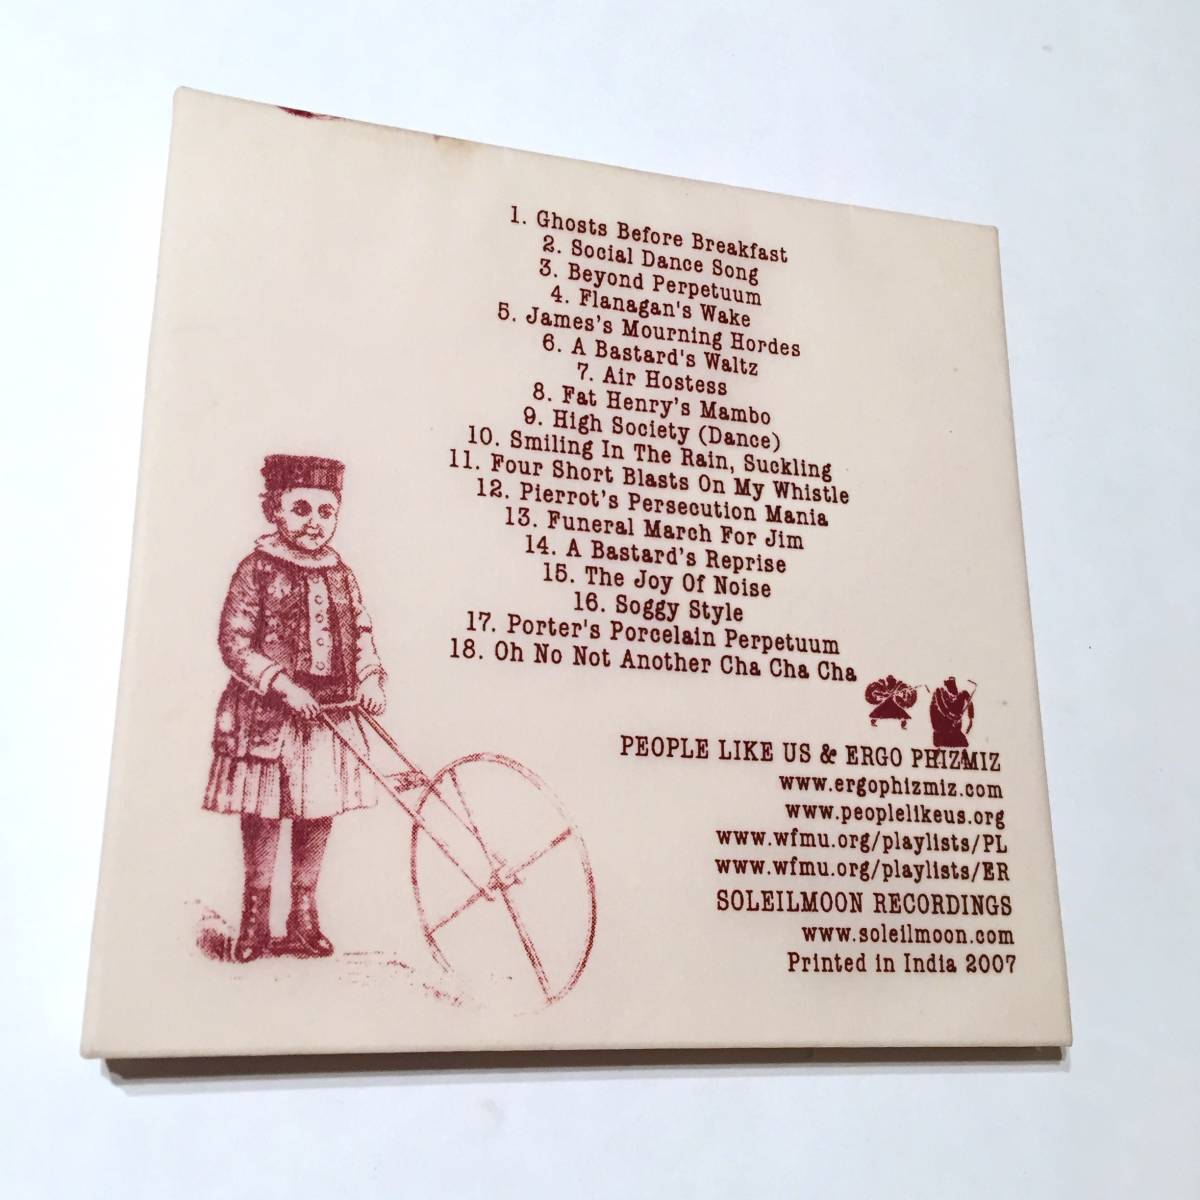 1. Ghosts Before Breakfast
2. Social Dance Song
3. Beyond Perpetuum
4. Flanagan's Wake
5. James's Mourning Hordes
6. A Bastard's Waltz
7. Air Hostess
8. Fat Henry's Mambo
9. High Society (Dance)
10. Smiling In The Rain, Suckling
11. Four Short Blasts On My Whistle
12. Pierrot's Persecution Mania
13. Funeral March For Jim
14. A Bastard's Reprise
15. The Joy Of Noise
16. Soggy Style
17. Porter's Porcelain Perpetuum
18. Oh No Not Another Cha Cha Cha
PEOPLE LIKE US & ERGO PHIZMIZ
www.ergophizmiz.com
www.peoplelikeus.org
www.wfmu.org/playlists/PL
www.wfmu.org/playlists/ER
SOLEILMOON RECORDINGS
www.soleilmoon.com
Printed in India 2007